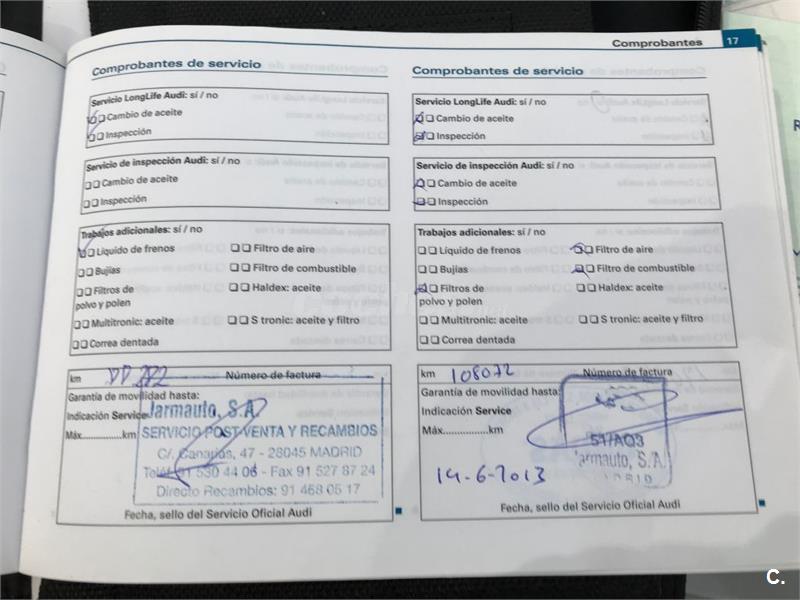 Comprobantes 17
Comprobantes de servicio
Servicio LongLife Audi: sí / no
Cambio de aceite
Inspección
Servicio de inspección Audi: sí / no
Cambio de aceite
Inspección
Trabajos adicionales: sí / no
Líquido de frenos
Filtro de aire
Bujías
Filtro de combustible
Filtros de
polvo y polen
Haldex: aceite
Multitronic: aceite
S tronic: aceite y filtro
Correa dentada
km
Número de factura
Garantía de movilidad hasta:
Indicación Service
Máx................km
Jarmauto, S.A.
SERVICIO POST-VENTA Y RECAMBIOS
C/. Canarias, 47 - 28045 MADRID
Teléf. 91 530 44 06 - Fax 91 527 87 24
Directo Recambios: 91 468 05 17
Fecha, sello del Servicio Oficial Audi
Comprobantes de servicio
Servicio LongLife Audi: sí / no
Cambio de aceite
Inspección
Servicio de inspección Audi: sí / no
Cambio de aceite
Inspección
Trabajos adicionales: sí / no
Líquido de frenos
Filtro de aire
Bujías
Filtro de combustible
Filtros de
polvo y polen
Haldex: aceite
Multitronic: aceite
S tronic: aceite y filtro
Correa dentada
km 108072
Número de factura
Garantía de movilidad hasta:
Indicación Service
Máx................km
51/AQ3
Jarmauto, S.A.
14-6-2013
Fecha, sello del Servicio Oficial Audi
C.